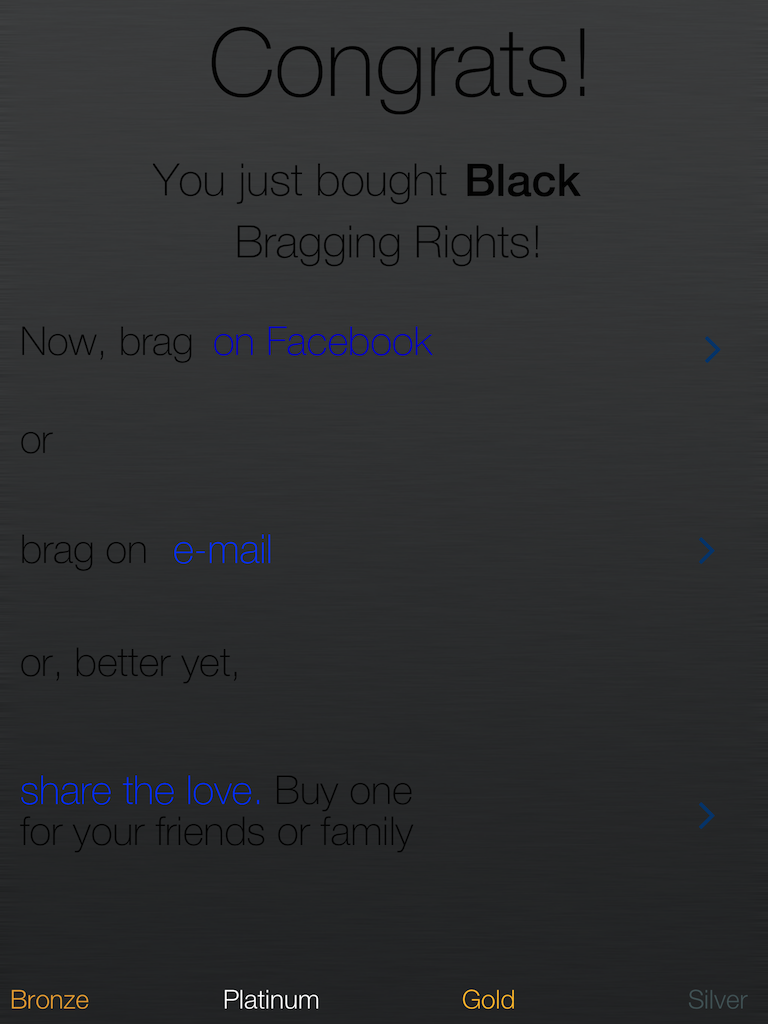 Congrats!
You just bought Black
Bragging Rights!
Now, brag on Facebook
or
brag on e-mail
or, better yet,
share the love. Buy one
for your friends or family
Bronze Platinum Gold Silver